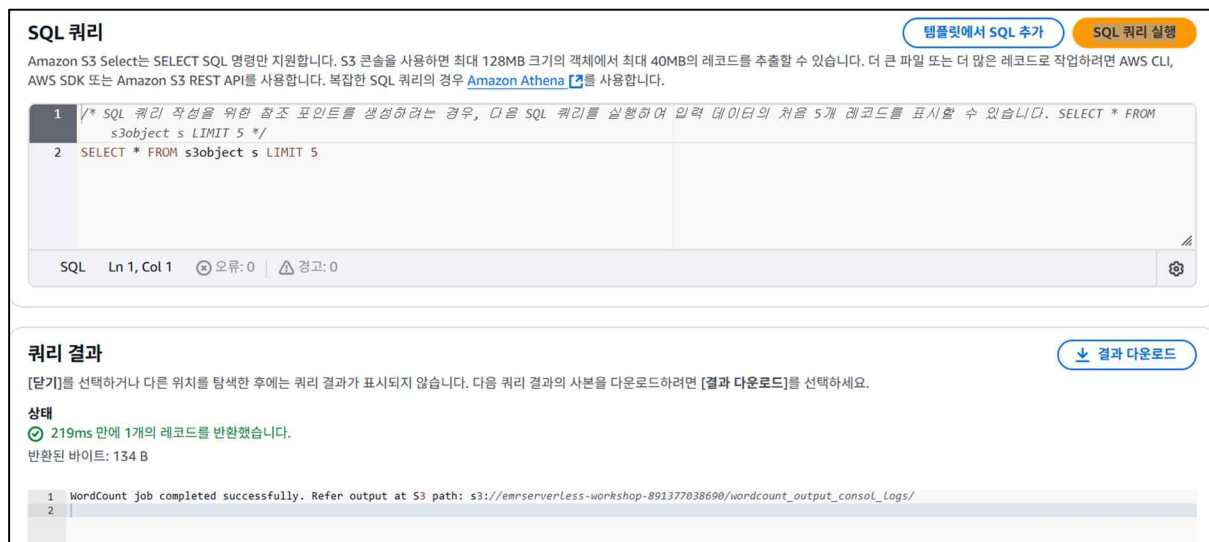 SQL 쿼리
템플릿에서 SQL 추가
SQL 쿼리 실행
Amazon S3 Select는 SELECT SQL 명령만 지원합니다. S3 콘솔을 사용하면 최대 128MB 크기의 객체에서 최대 40MB의 레코드를 추출할 수 있습니다. 더 큰 파일 또는 더 많은 레코드로 작업하려면 AWS CLI,
AWS SDK 또는 Amazon S3 REST API를 사용합니다. 복잡한 SQL 쿼리의 경우 Amazon Athena를 사용합니다.
1 /* SQL 쿼리 작성을 위한 참조 포인트를 생성하려는 경우, 다음 SQL 쿼리를 실행하여 입력 데이터의 처음 5개 레코드를 표시할 수 있습니다. SELECT * FROM
s3object s LIMIT 5 */
2 SELECT * FROM s3object s LIMIT 5
SQL Ln 1, Col 1 오류: 0 경고: 0
쿼리 결과
결과 다운로드
[닫기]를 선택하거나 다른 위치를 탐색한 후에는 쿼리 결과가 표시되지 않습니다. 다음 쿼리 결과의 사본을 다운로드하려면 [결과 다운로드]를 선택하세요.
상태
219ms 만에 1개의 레코드를 반환했습니다.
반환된 바이트: 134 B
1 WordCount job completed successfully. Refer output at S3 path: s3://emrserverless-workshop-891377038690/wordcount_output_consol_logs/
2